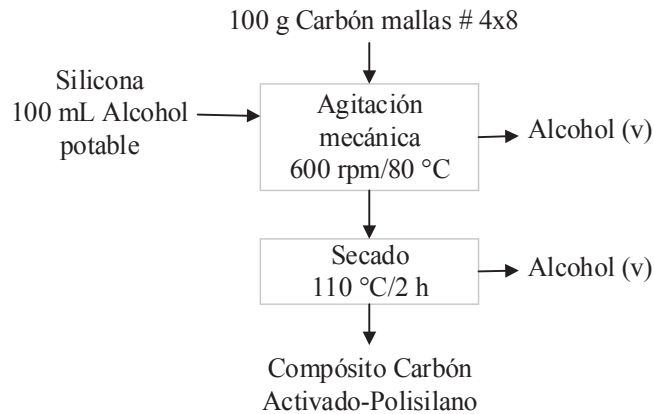 100 g Carbón mallas # 4x8
Silicona
100 mL Alcohol
potable
Agitación
mecánica
600 rpm/80 °C
Alcohol (v)
Secado
110 °C/2 h
Alcohol (v)
Compósito Carbón
Activado-Polisilano